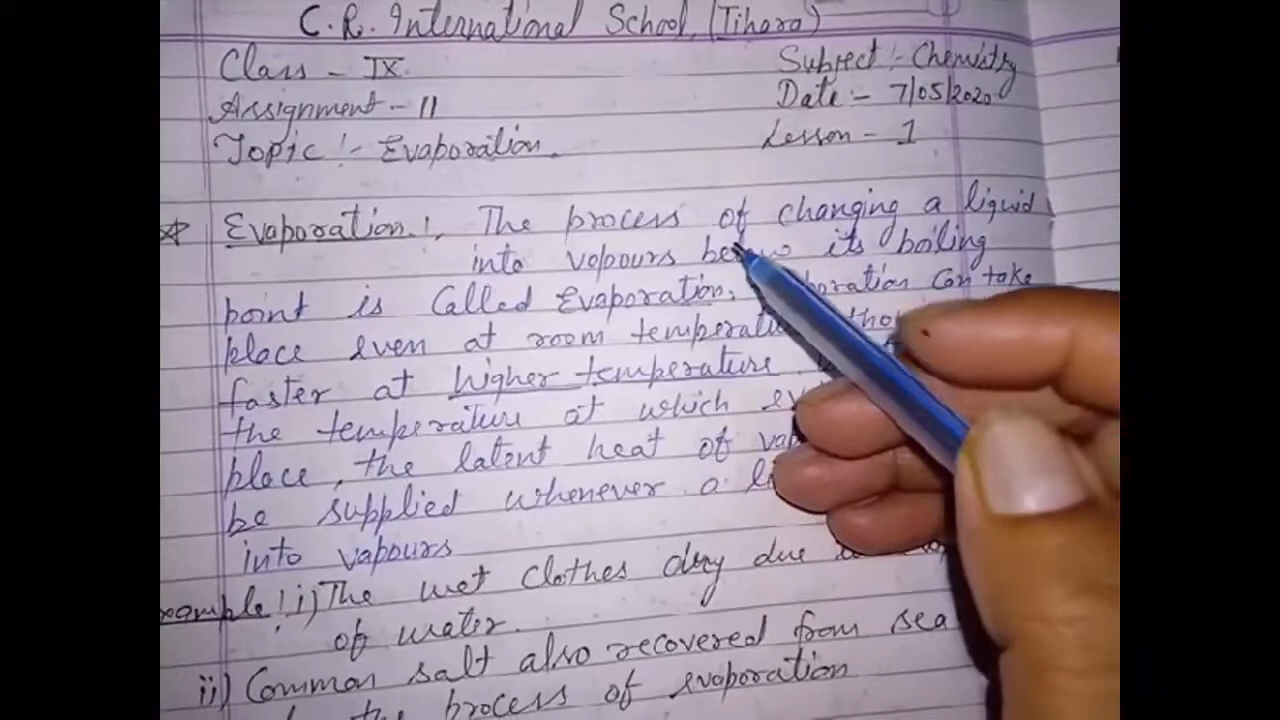 C.R. International School, (Tihara)
Class - IX
Subject :- Chemistry
Assignment - 11
Date :- 7/05/2020
Topic :- Evaporation.
Lesson - 1
Evaporation :. The process of changing a liquid
into vapours its boiling
point is Called Evaporation. can take
place even at room
faster at higher temperature.
the temperature at which
place, the latent heat of
be supplied whenever a
into vapours
i) The wet clothes dry due
of water.
ii) Common salt also recovered from sea
the process of evaporation